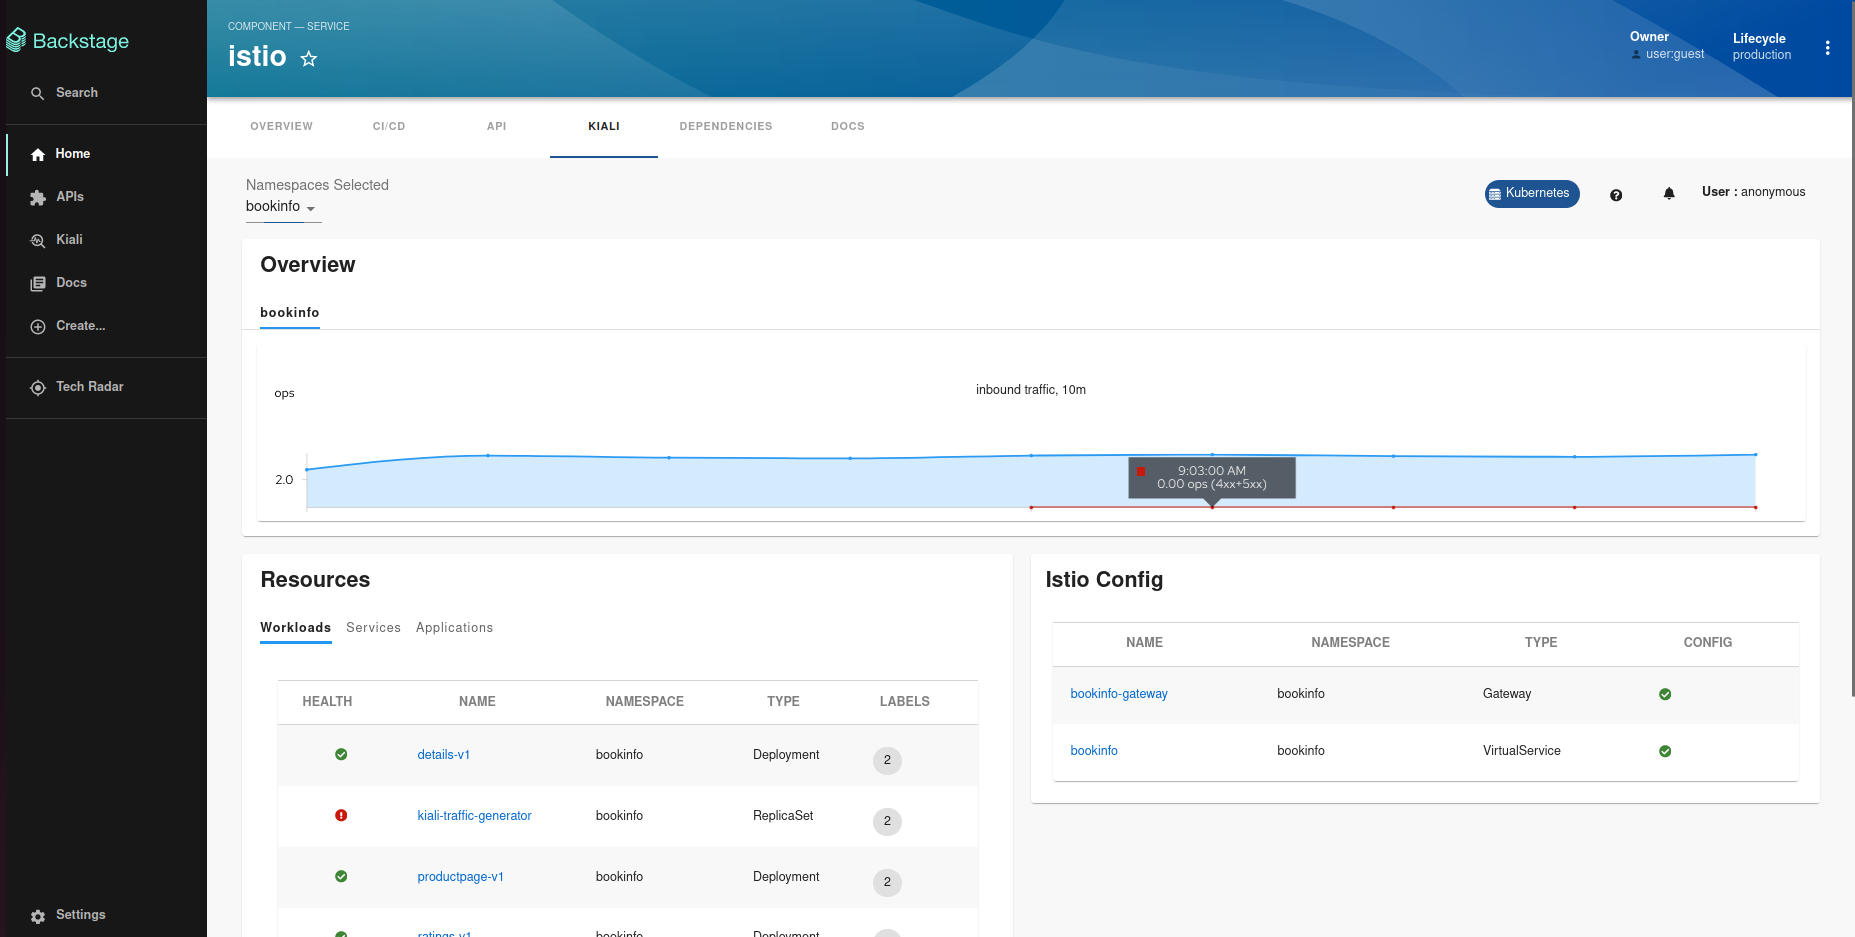 Backstage
Search
Home
APIs
Kiali
Docs
Create...
Tech Radar
Settings
COMPONENT — SERVICE
istio
Owner
user:guest
Lifecycle
production
OVERVIEW CI/CD API KIALI DEPENDENCIES DOCS
Namespaces Selected
bookinfo
Kubernetes
User : anonymous
Overview
bookinfo
ops
inbound traffic, 10m
2.0
9:03:00 AM
0.00 ops (4xx+5xx)
Resources
Workloads Services Applications
HEALTH NAME NAMESPACE TYPE LABELS
details-v1 bookinfo Deployment 2
kiali-traffic-generator bookinfo ReplicaSet 2
productpage-v1 bookinfo Deployment 2
ratings-v1 bookinfo Deployment
Istio Config
NAME NAMESPACE TYPE CONFIG
bookinfo-gateway bookinfo Gateway
bookinfo bookinfo VirtualService